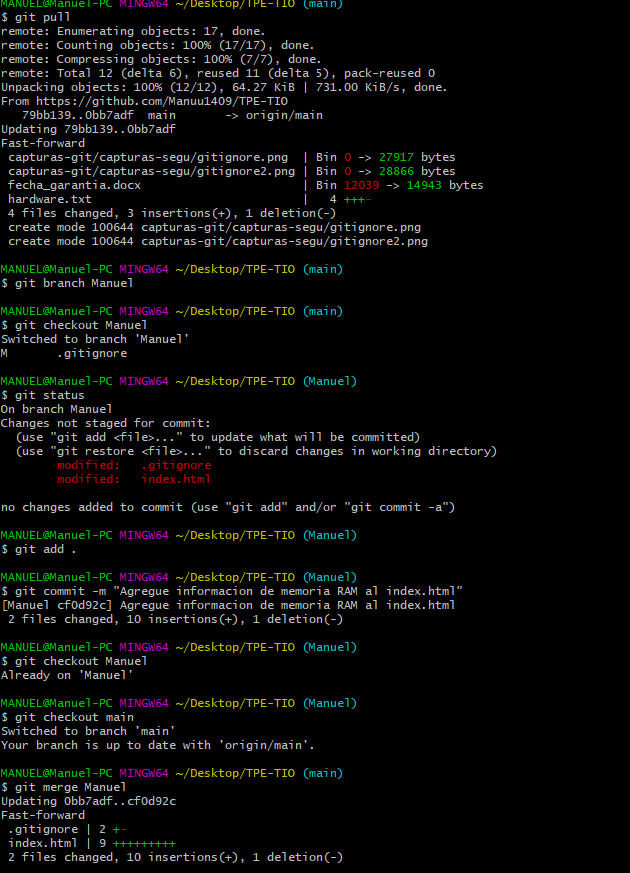 MANUEL@Manuel-PC MINGW64 ~/Desktop/TPE-TIO (main)
$ git pull
remote: Enumerating objects: 17, done.
remote: Counting objects: 100% (17/17), done.
remote: Compressing objects: 100% (7/7), done.
remote: Total 12 (delta 6), reused 11 (delta 5), pack-reused 0
Unpacking objects: 100% (12/12), 64.27 KiB | 731.00 KiB/s, done.
From https://github.com/Manuu1409/TPE-TIO
   79bb139..0bb7adf  main       -> origin/main
Updating 79bb139..0bb7adf
Fast-forward
 capturas-git/capturas-segu/gitignore.png  | Bin 0 -> 27917 bytes
 capturas-git/capturas-segu/gitignore2.png | Bin 0 -> 28866 bytes
 fecha_garantia.docx                       | Bin 12039 -> 14943 bytes
 hardware.txt                              |   4 +++-
 4 files changed, 3 insertions(+), 1 deletion(-)
 create mode 100644 capturas-git/capturas-segu/gitignore.png
 create mode 100644 capturas-git/capturas-segu/gitignore2.png
MANUEL@Manuel-PC MINGW64 ~/Desktop/TPE-TIO (main)
$ git branch Manuel
MANUEL@Manuel-PC MINGW64 ~/Desktop/TPE-TIO (main)
$ git checkout Manuel
Switched to branch 'Manuel'
M       .gitignore
MANUEL@Manuel-PC MINGW64 ~/Desktop/TPE-TIO (Manuel)
$ git status
On branch Manuel
Changes not staged for commit:
  (use "git add <file>..." to update what will be committed)
  (use "git restore <file>..." to discard changes in working directory)
        modified:   .gitignore
        modified:   index.html
no changes added to commit (use "git add" and/or "git commit -a")
MANUEL@Manuel-PC MINGW64 ~/Desktop/TPE-TIO (Manuel)
$ git add .
MANUEL@Manuel-PC MINGW64 ~/Desktop/TPE-TIO (Manuel)
$ git commit -m "Agregue informacion de memoria RAM al index.html"
[Manuel cf0d92c] Agregue informacion de memoria RAM al index.html
 2 files changed, 10 insertions(+), 1 deletion(-)
MANUEL@Manuel-PC MINGW64 ~/Desktop/TPE-TIO (Manuel)
$ git checkout Manuel
Already on 'Manuel'
MANUEL@Manuel-PC MINGW64 ~/Desktop/TPE-TIO (Manuel)
$ git checkout main
Switched to branch 'main'
Your branch is up to date with 'origin/main'.
MANUEL@Manuel-PC MINGW64 ~/Desktop/TPE-TIO (main)
$ git merge Manuel
Updating 0bb7adf..cf0d92c
Fast-forward
 .gitignore | 2 +-
 index.html | 9 +++++++++
 2 files changed, 10 insertions(+), 1 deletion(-)